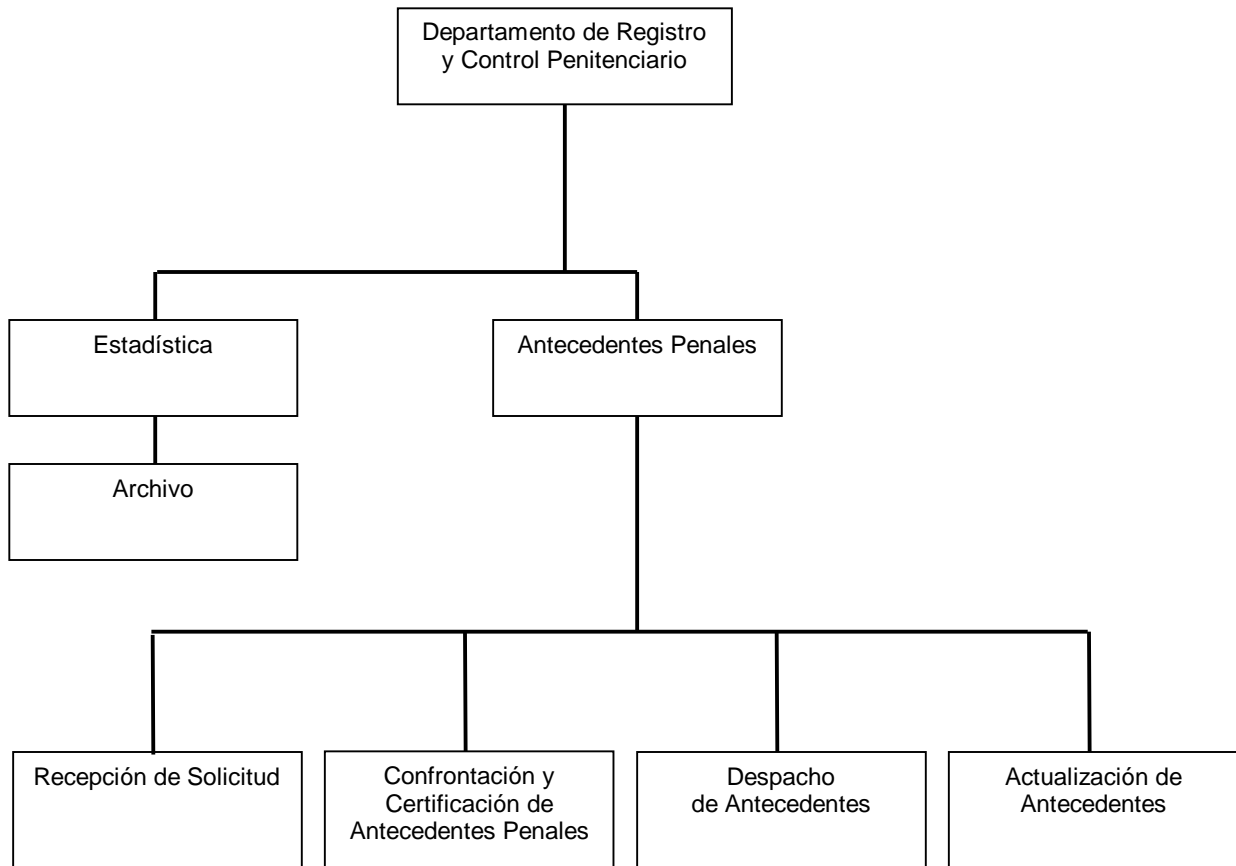 Departamento de Registro
y Control Penitenciario
Estadística
Antecedentes Penales
Archivo
Recepción de Solicitud
Confrontación y
Certificación de
Antecedentes Penales
Despacho
de Antecedentes
Actualización de
Antecedentes